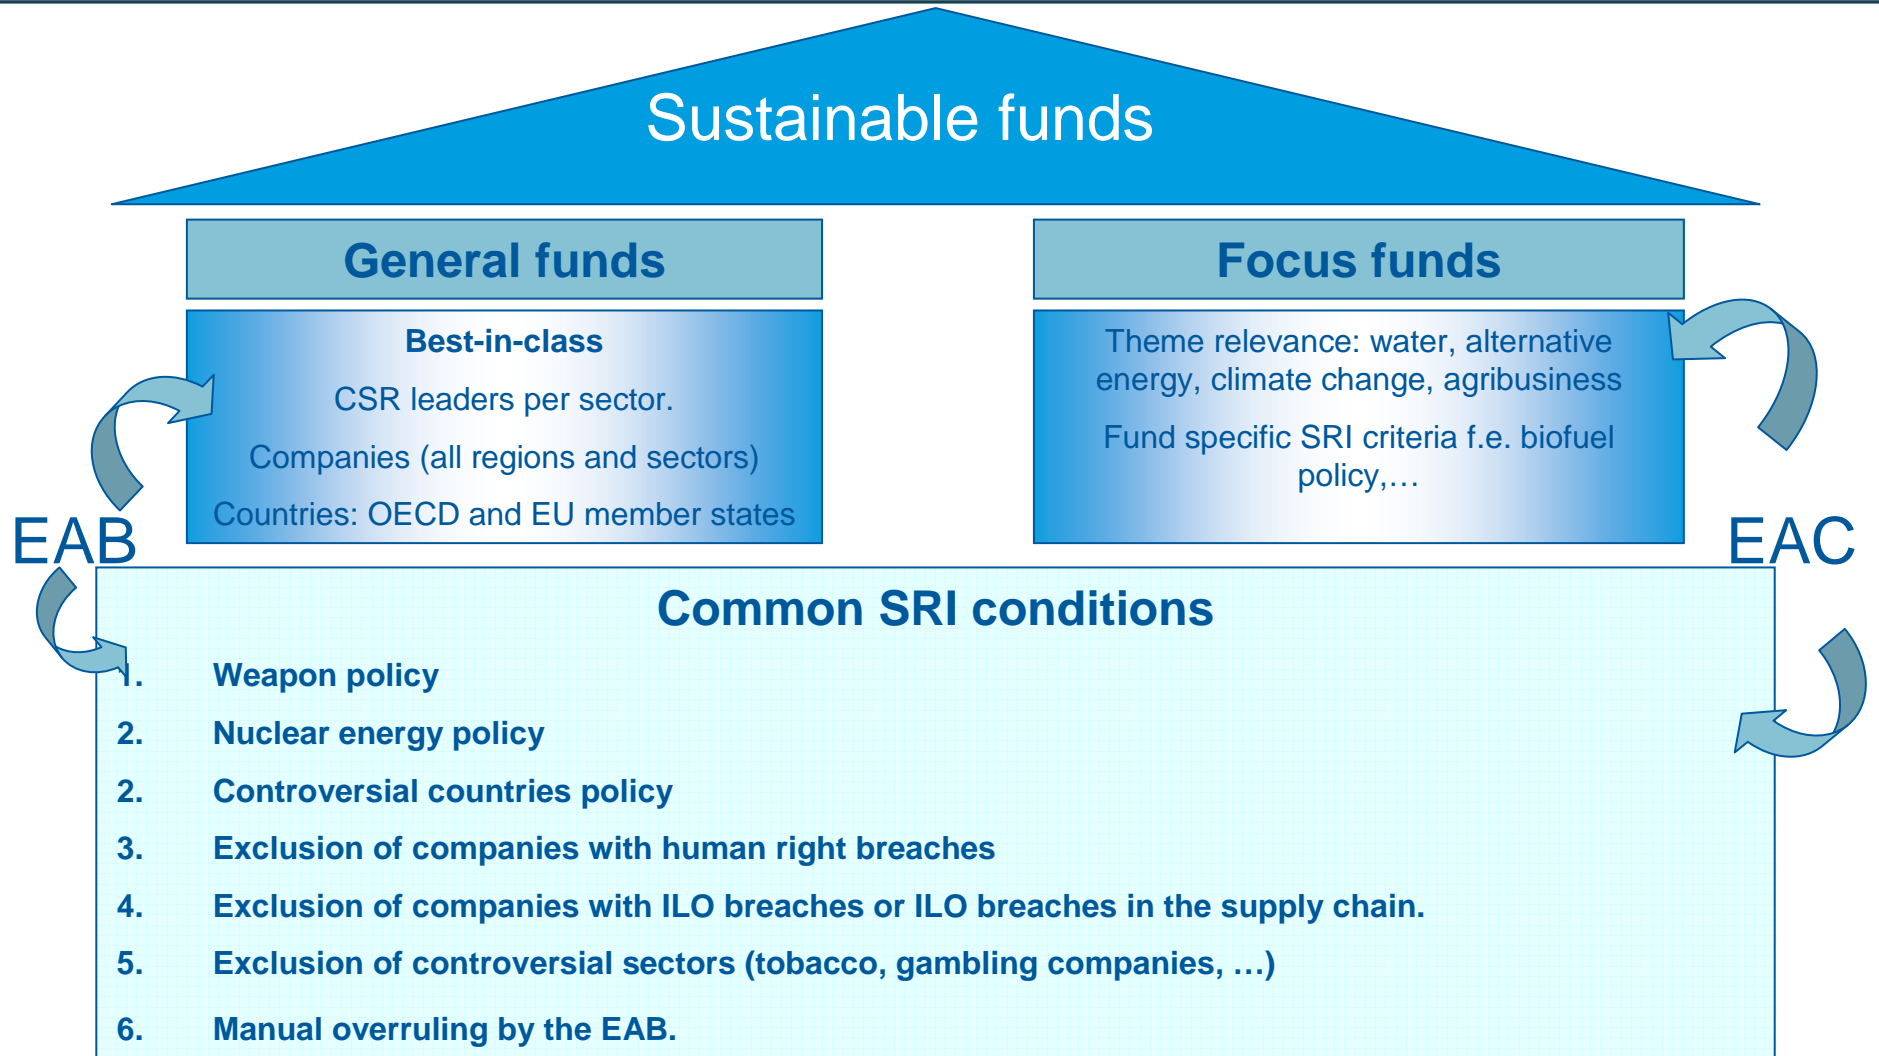 Sustainable funds
General funds
Best-in-class
CSR leaders per sector.
Companies (all regions and sectors)
Countries: OECD and EU member states
Focus funds
Theme relevance: water, alternative
energy, climate change, agribusiness
Fund specific SRI criteria f.e. biofuel
policy,…
EAB
EAC
Common SRI conditions
1. Weapon policy
2. Nuclear energy policy
2. Controversial countries policy
3. Exclusion of companies with human right breaches
4. Exclusion of companies with ILO breaches or ILO breaches in the supply chain.
5. Exclusion of controversial sectors (tobacco, gambling companies, …)
6. Manual overruling by the EAB.